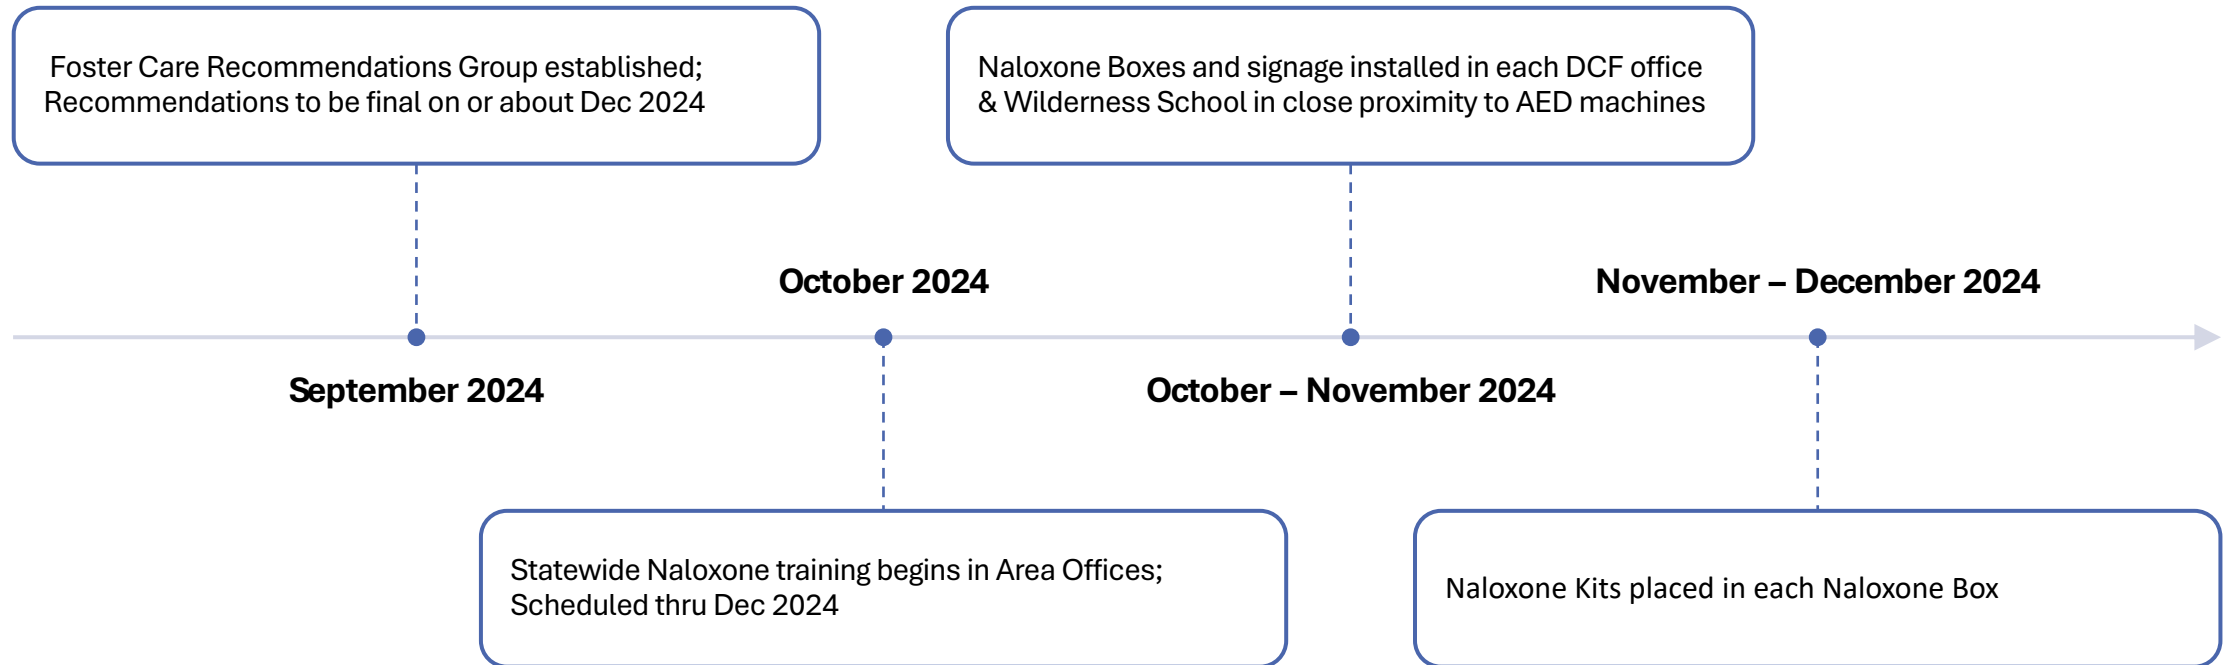 Foster Care Recommendations Group established;
Recommendations to be final on or about Dec 2024
Naloxone Boxes and signage installed in each DCF office
& Wilderness School in close proximity to AED machines
October 2024
November – December 2024
September 2024
October – November 2024
Statewide Naloxone training begins in Area Offices;
Scheduled thru Dec 2024
Naloxone Kits placed in each Naloxone Box